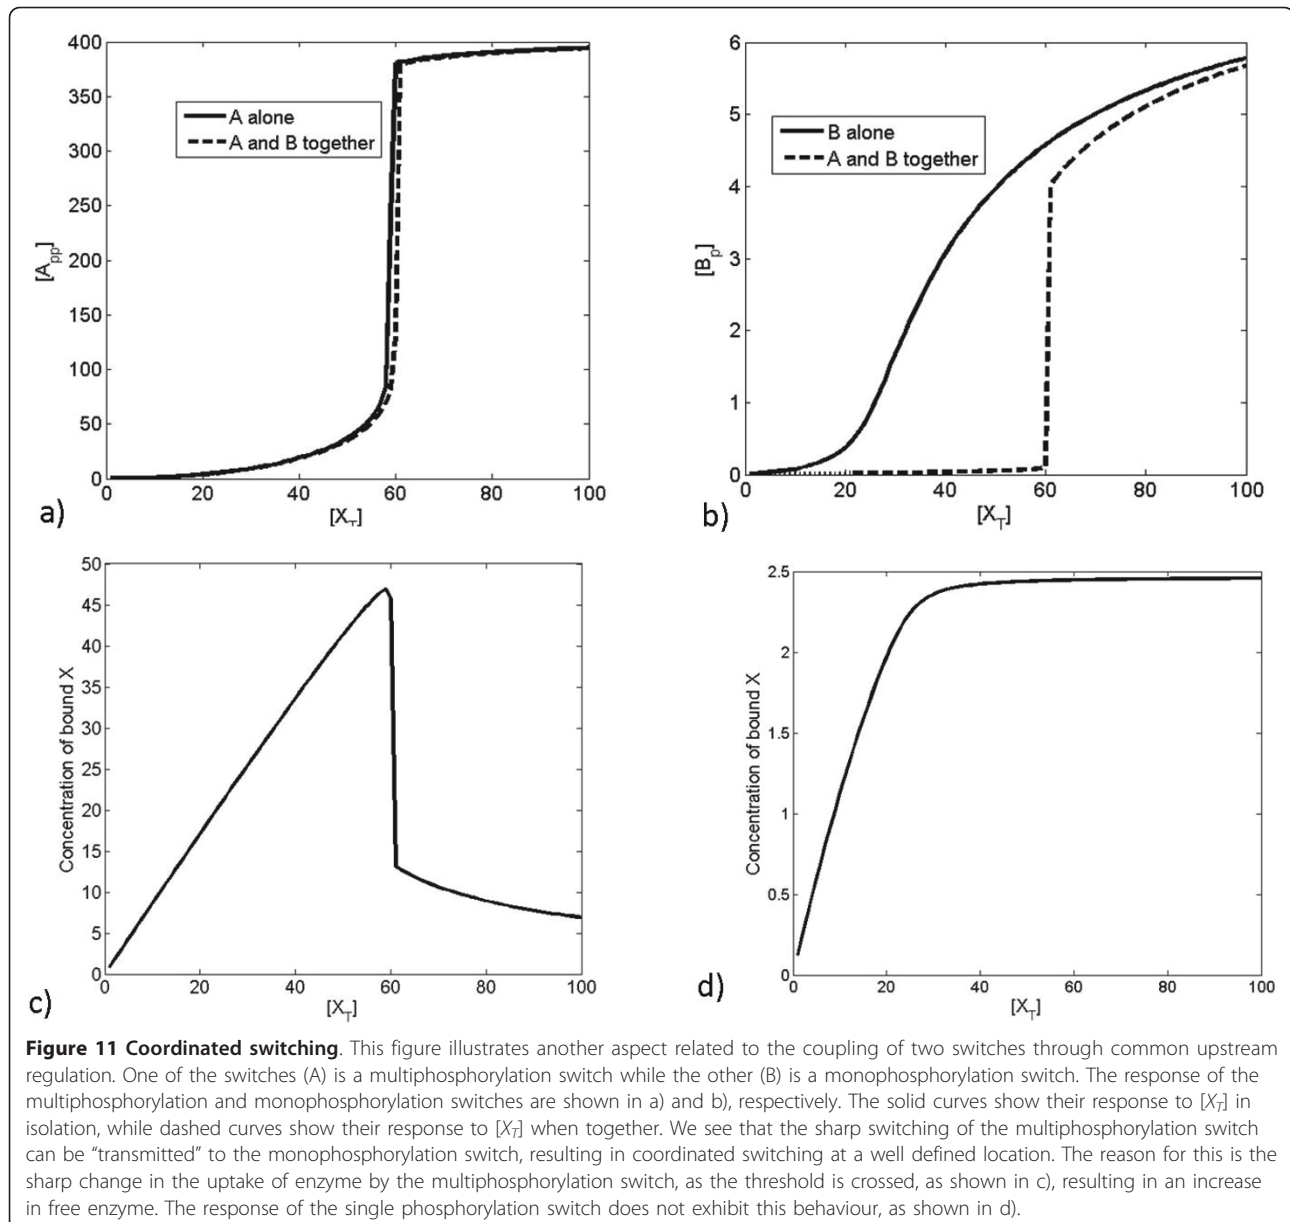 400
350
300
250
200
150
100
50
0
[A_pp]
A alone
A and B together
0 20 40 60 80 100
[X_T]
a)
6
5
4
3
2
1
0
[B_p]
B alone
A and B together
0 20 40 60 80 100
[X_T]
b)
50
45
40
35
30
25
20
15
10
5
0
Concentration of bound X
0 20 40 60 80 100
[X_T]
c)
2.5
2
1.5
1
0.5
0
Concentration of bound X
0 20 40 60 80 100
[X_T]
d)
Figure 11 Coordinated switching. This figure illustrates another aspect related to the coupling of two switches through common upstream
regulation. One of the switches (A) is a multiphosphorylation switch while the other (B) is a monophosphorylation switch. The response of the
multiphosphorylation and monophosphorylation switches are shown in a) and b), respectively. The solid curves show their response to [X_T] in
isolation, while dashed curves show their response to [X_T] when together. We see that the sharp switching of the multiphosphorylation switch
can be “transmitted” to the monophosphorylation switch, resulting in coordinated switching at a well defined location. The reason for this is the
sharp change in the uptake of enzyme by the multiphosphorylation switch, as the threshold is crossed, as shown in c), resulting in an increase
in free enzyme. The response of the single phosphorylation switch does not exhibit this behaviour, as shown in d).